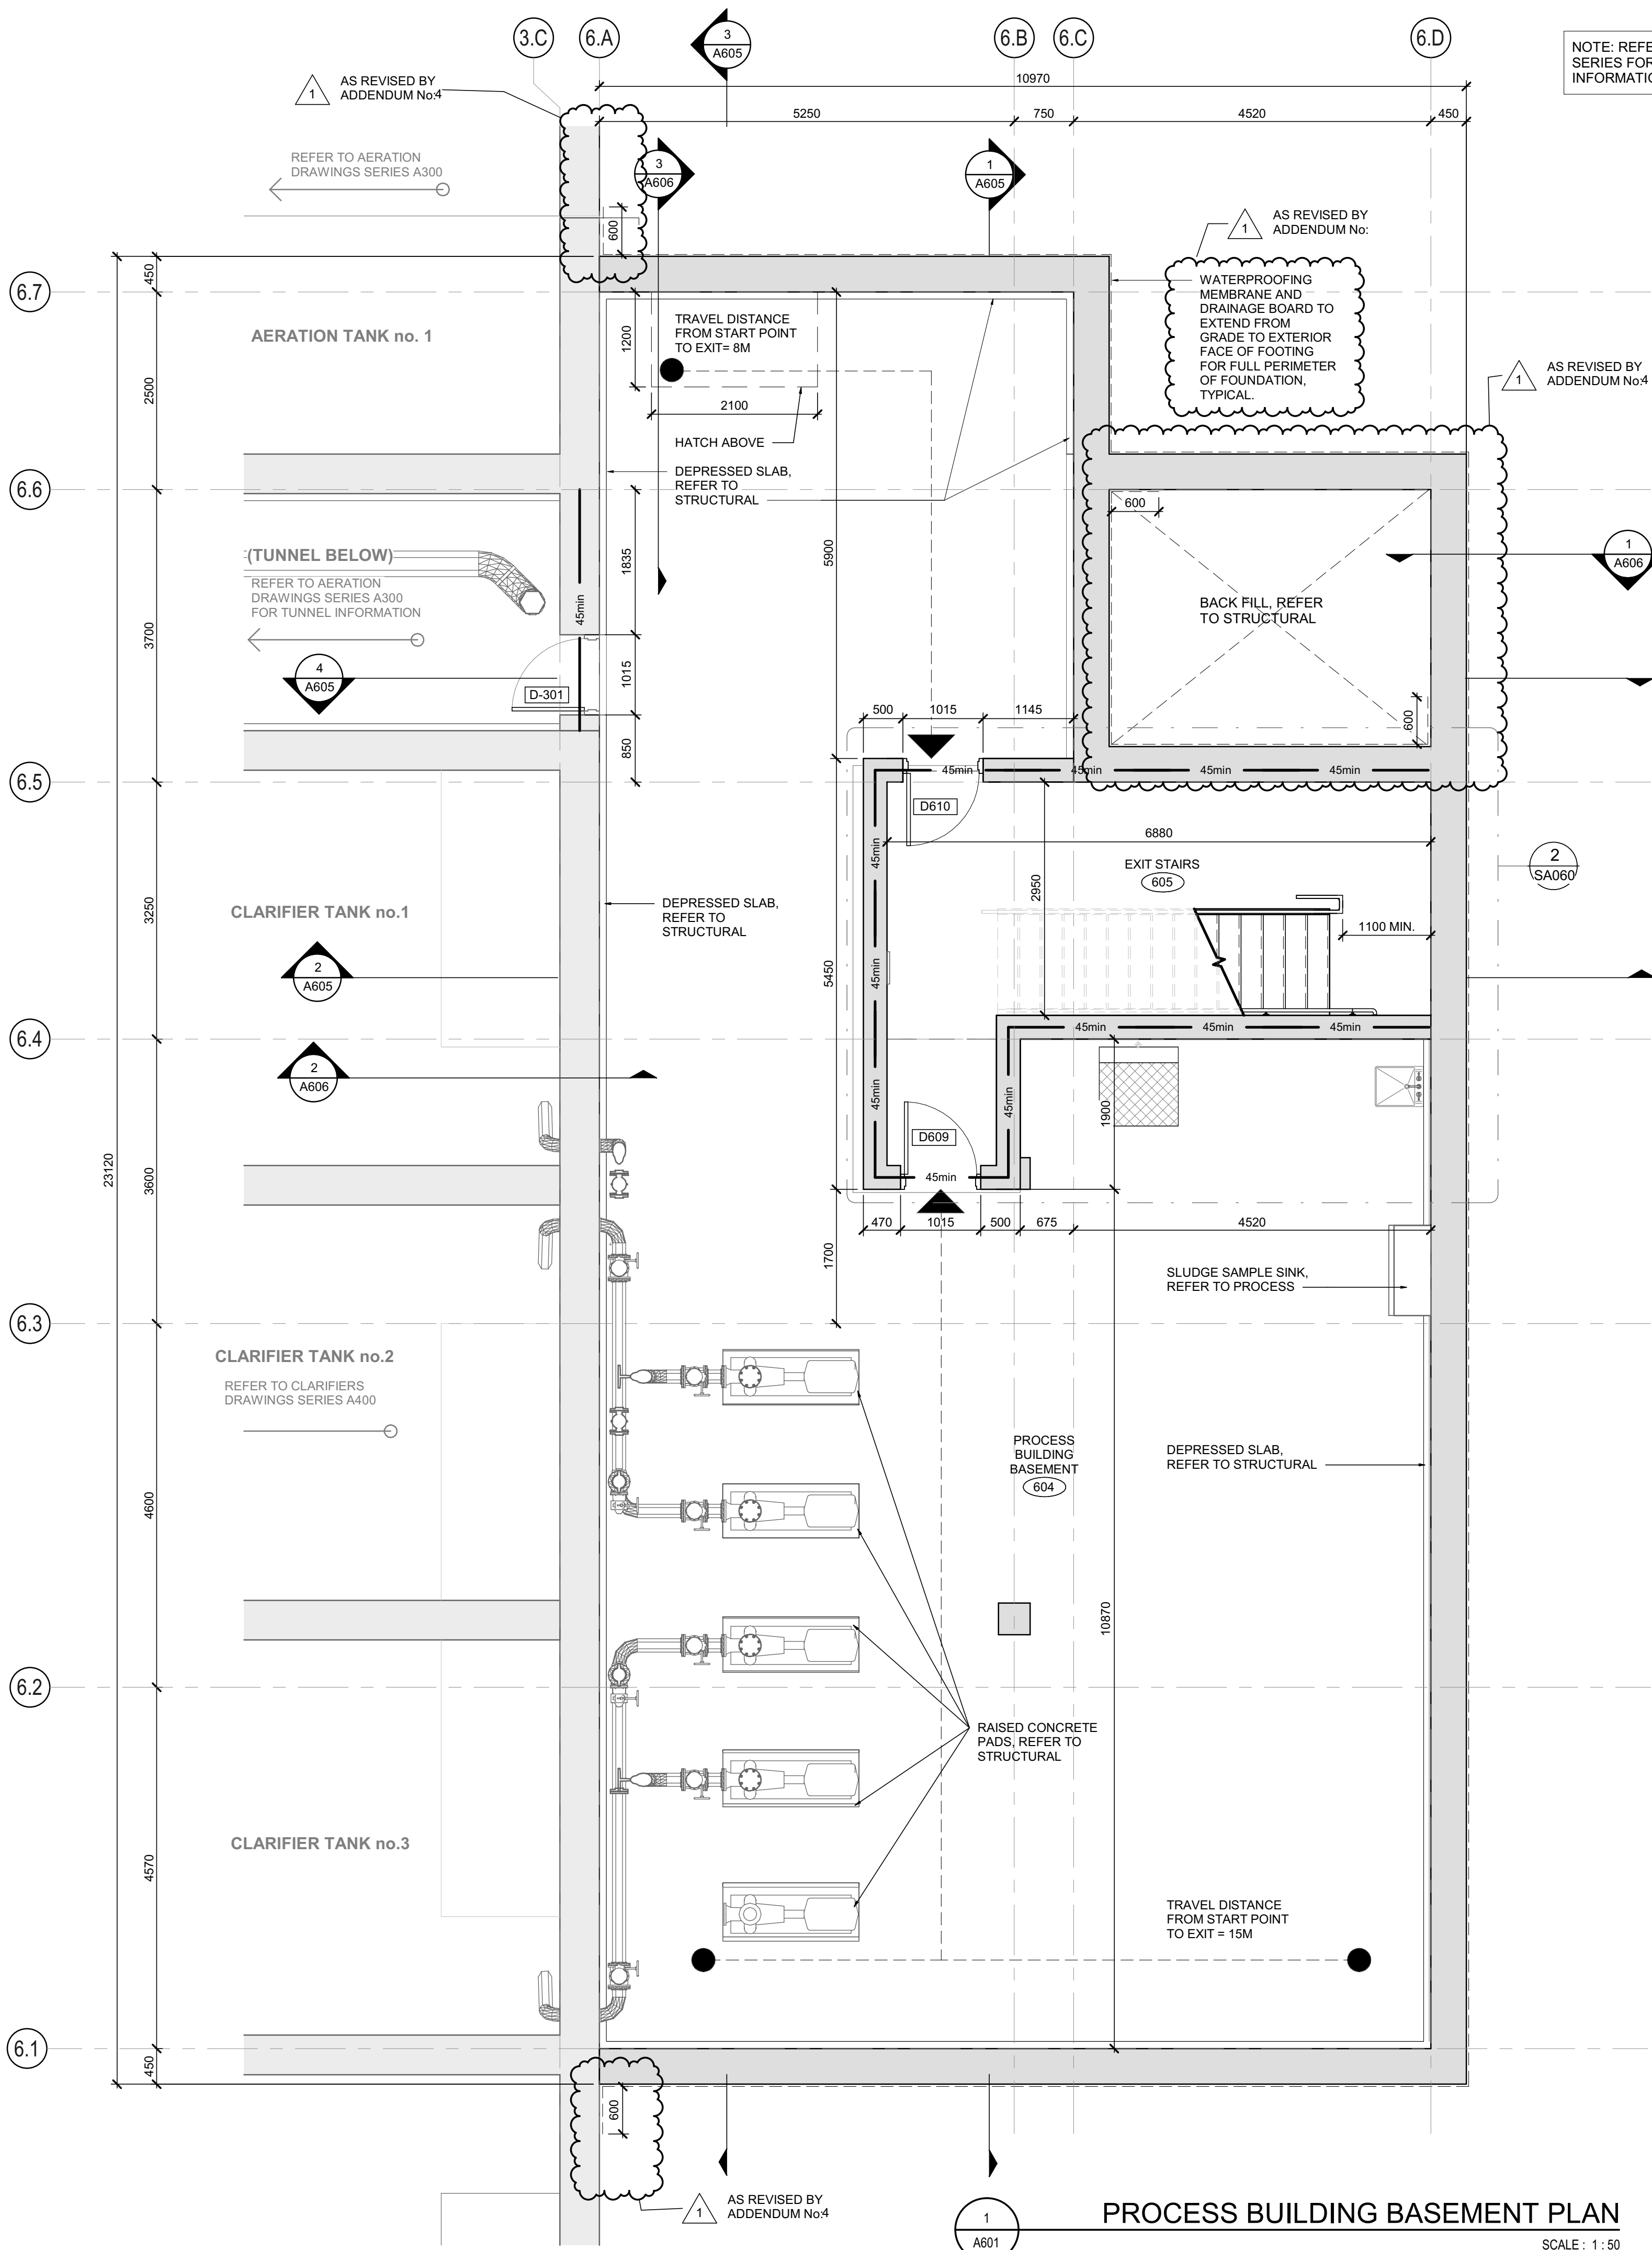 3.C
6.A
6.B
6.C
6.D
3
A605
NOTE: REFE
SERIES FOR
INFORMATIO
1
AS REVISED BY
ADDENDUM No:4
10970
5250
750
4520
450
REFER TO AERATION
DRAWINGS SERIES A300
3
A606
1
A605
600
1
AS REVISED BY
ADDENDUM No:
450
6.7
WATERPROOFING
MEMBRANE AND
DRAINAGE BOARD TO
EXTEND FROM
GRADE TO EXTERIOR
FACE OF FOOTING
FOR FULL PERIMETER
OF FOUNDATION,
TYPICAL.
AERATION TANK no. 1
TRAVEL DISTANCE
FROM START POINT
TO EXIT= 8M
1200
2100
2500
1
AS REVISED BY
ADDENDUM No:4
HATCH ABOVE
DEPRESSED SLAB,
REFER TO
STRUCTURAL
6.6
600
(TUNNEL BELOW)
REFER TO AERATION
DRAWINGS SERIES A300
FOR TUNNEL INFORMATION
1835
45min
5900
1
A606
BACK FILL, REFER
TO STRUCTURAL
3700
4
A605
D-301
1015
850
500
1015
1145
600
6.5
45min
45min
45min
45min
D610
6880
45min
EXIT STAIRS
605
2
SA060
2950
CLARIFIER TANK no.1
3250
DEPRESSED SLAB,
REFER TO
STRUCTURAL
1100 MIN.
2
A605
5450
45min
6.4
45min
45min
45min
2
A606
45min
45min
1900
D609
45min
23120
3600
470
1015
500
675
4520
1700
SLUDGE SAMPLE SINK,
REFER TO PROCESS
6.3
CLARIFIER TANK no.2
REFER TO CLARIFIERS
DRAWINGS SERIES A400
PROCESS
BUILDING
BASEMENT
604
DEPRESSED SLAB,
REFER TO STRUCTURAL
4600
10870
6.2
RAISED CONCRETE
PADS, REFER TO
STRUCTURAL
CLARIFIER TANK no.3
4570
TRAVEL DISTANCE
FROM START POINT
TO EXIT = 15M
6.1
450
600
1
AS REVISED BY
ADDENDUM No:4
1
A601
PROCESS BUILDING BASEMENT PLAN
SCALE : 1 : 50